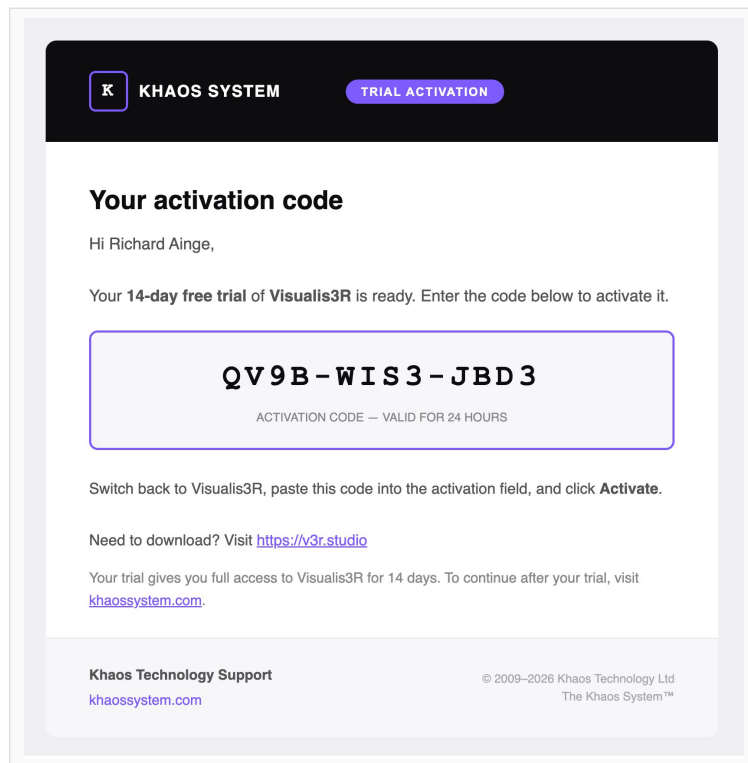 K KHAOS SYSTEM TRIAL ACTIVATION
Your activation code
Hi Richard Ainge,
Your 14-day free trial of Visualis3R is ready. Enter the code below to activate it.
QV9B-WIS3-JBD3
ACTIVATION CODE — VALID FOR 24 HOURS
Switch back to Visualis3R, paste this code into the activation field, and click Activate.
Need to download? Visit https://v3r.studio
Your trial gives you full access to Visualis3R for 14 days. To continue after your trial, visit
khaossystem.com.
Khaos Technology Support
khaossystem.com
© 2009–2026 Khaos Technology Ltd
The Khaos System™